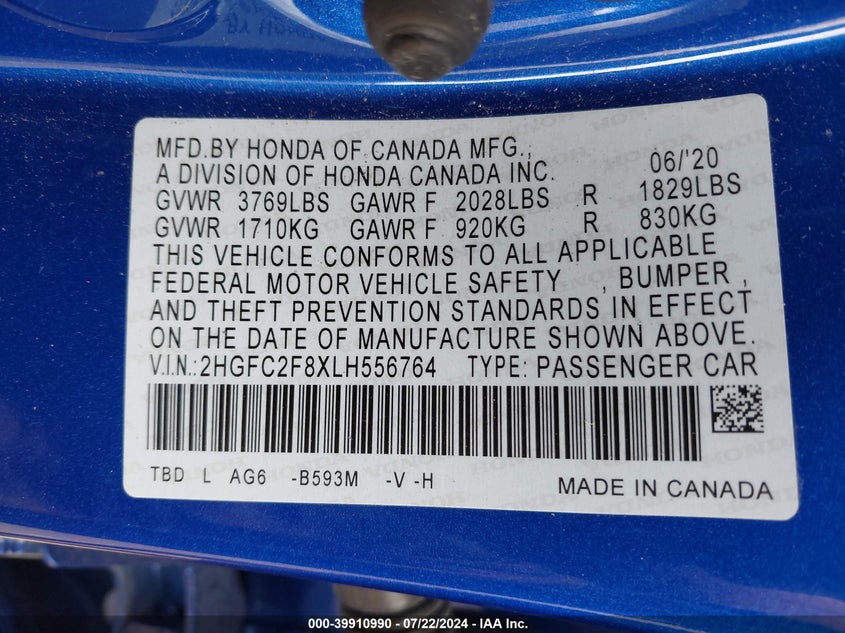 MFD.BY HONDA OF CANADA MFG.,
A DIVISION OF HONDA CANADA INC. 06/'20
GVWR 3769LBS GAWR F 2028LBS R 1829LBS
GVWR 1710KG GAWR F 920KG R 830KG
THIS VEHICLE CONFORMS TO ALL APPLICABLE
FEDERAL MOTOR VEHICLE SAFETY , BUMPER ,
AND THEFT PREVENTION STANDARDS IN EFFECT
ON THE DATE OF MANUFACTURE SHOWN ABOVE.
V.I.N.:2HGFC2F8XLH556764 TYPE: PASSENGER CAR
TBD L AG6 -B593M -V -H MADE IN CANADA
000-39910990 - 07/22/2024 - IAA Inc.